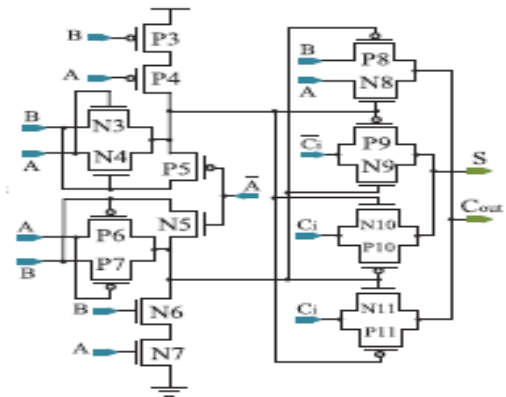 B P3
A P4
B N3
A N4
P5
A̅
A P6 N5
B P7
B N6
A N7
B P8
A N8
C̅i P9
N9
S
Cout
Ci N10
P10
Ci N11
P11